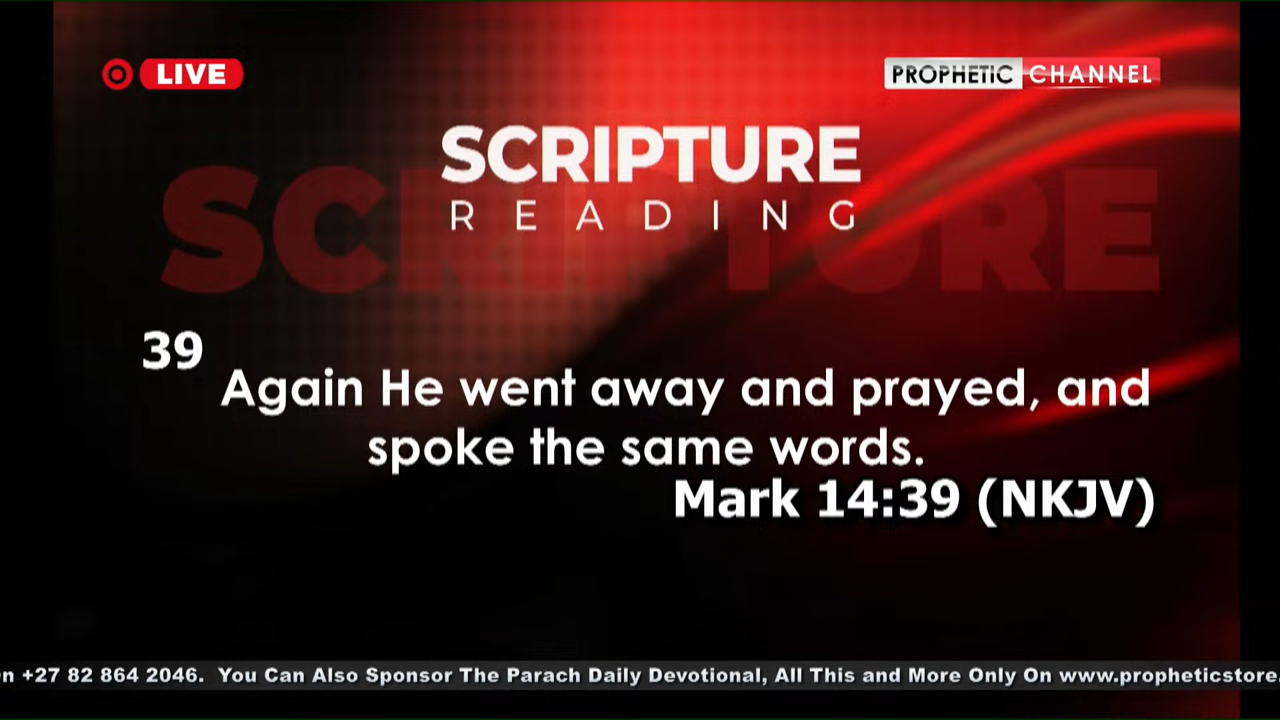 LIVE
PROPHETIC CHANNEL
SCRIPTURE
READING
SCRIPTURE
39
Again He went away and prayed, and
spoke the same words.
Mark 14:39 (NKJV)
+27 82 864 2046. You Can Also Sponsor The Parach Daily Devotional, All This and More Only On www.propheticstore.